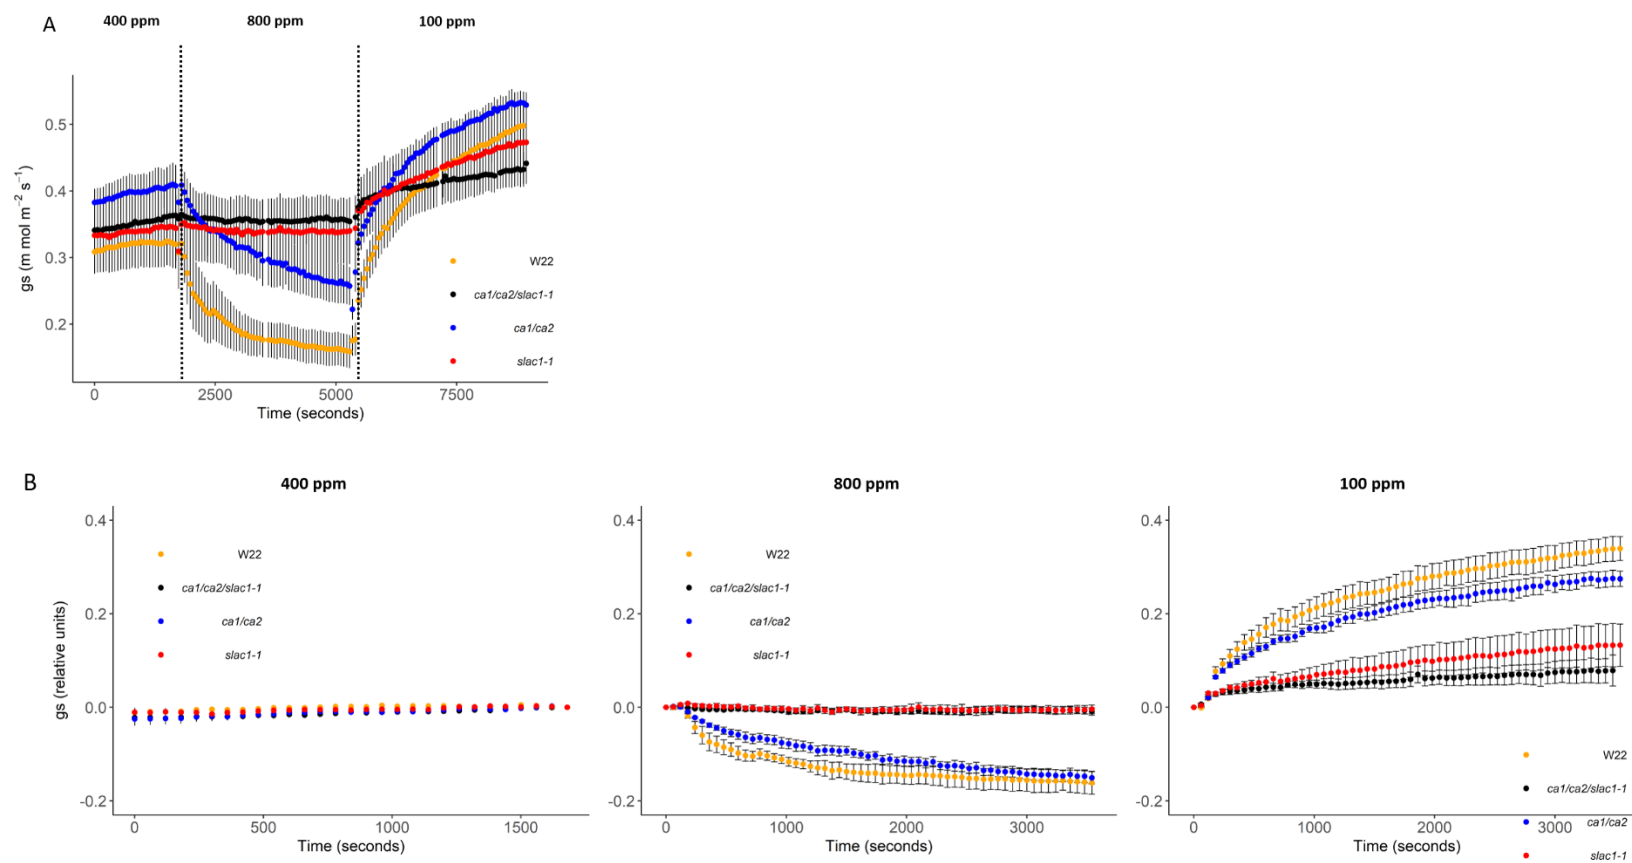 A
400 ppm 800 ppm 100 ppm
gs (m mol m⁻² s⁻¹)
0.5
0.4
0.3
0.2
W22
ca1/ca2/slac1-1
ca1/ca2
slac1-1
0 2500 5000 7500
Time (seconds)
B
400 ppm
gs (relative units)
0.4
0.2
0.0
-0.2
W22
ca1/ca2/slac1-1
ca1/ca2
slac1-1
0 500 1000 1500
Time (seconds)
800 ppm
0.4
0.2
0.0
-0.2
W22
ca1/ca2/slac1-1
ca1/ca2
slac1-1
0 1000 2000 3000
Time (seconds)
100 ppm
0.4
0.2
0.0
-0.2
W22
ca1/ca2/slac1-1
ca1/ca2
slac1-1
0 1000 2000 3000
Time (seconds)